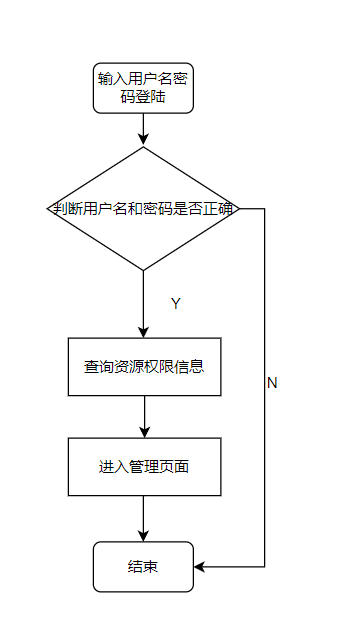 输入用户名密
码登陆
判断用户名和密码是否正确
Y
查询资源权限信息
N
进入管理页面
结束